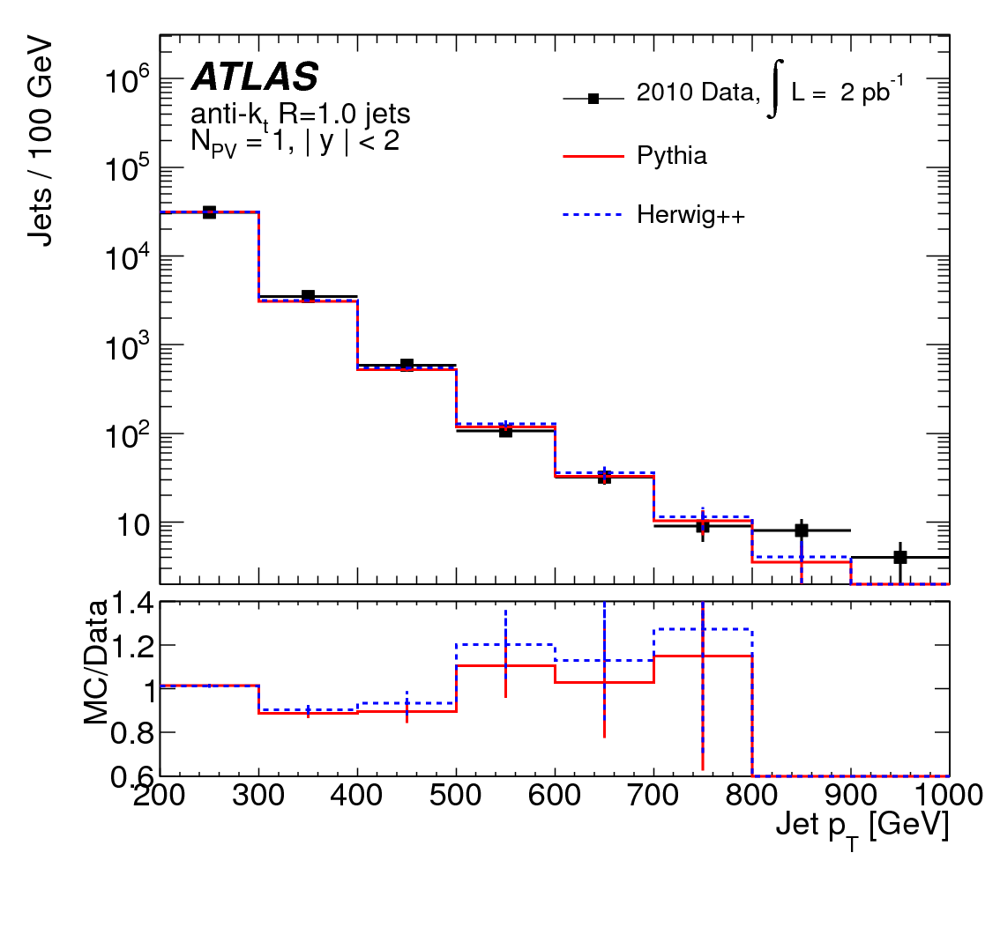 ATLAS
anti-kt R=1.0 jets
NPV = 1, | y | < 2
2010 Data, ∫ L = 2 pb-1
Pythia
Herwig++
Jets / 100 GeV
10^6
10^5
10^4
10^3
10^2
10
MC/Data
1.4
1.2
1
0.8
0.6
200 300 400 500 600 700 800 900 1000
Jet pT [GeV]